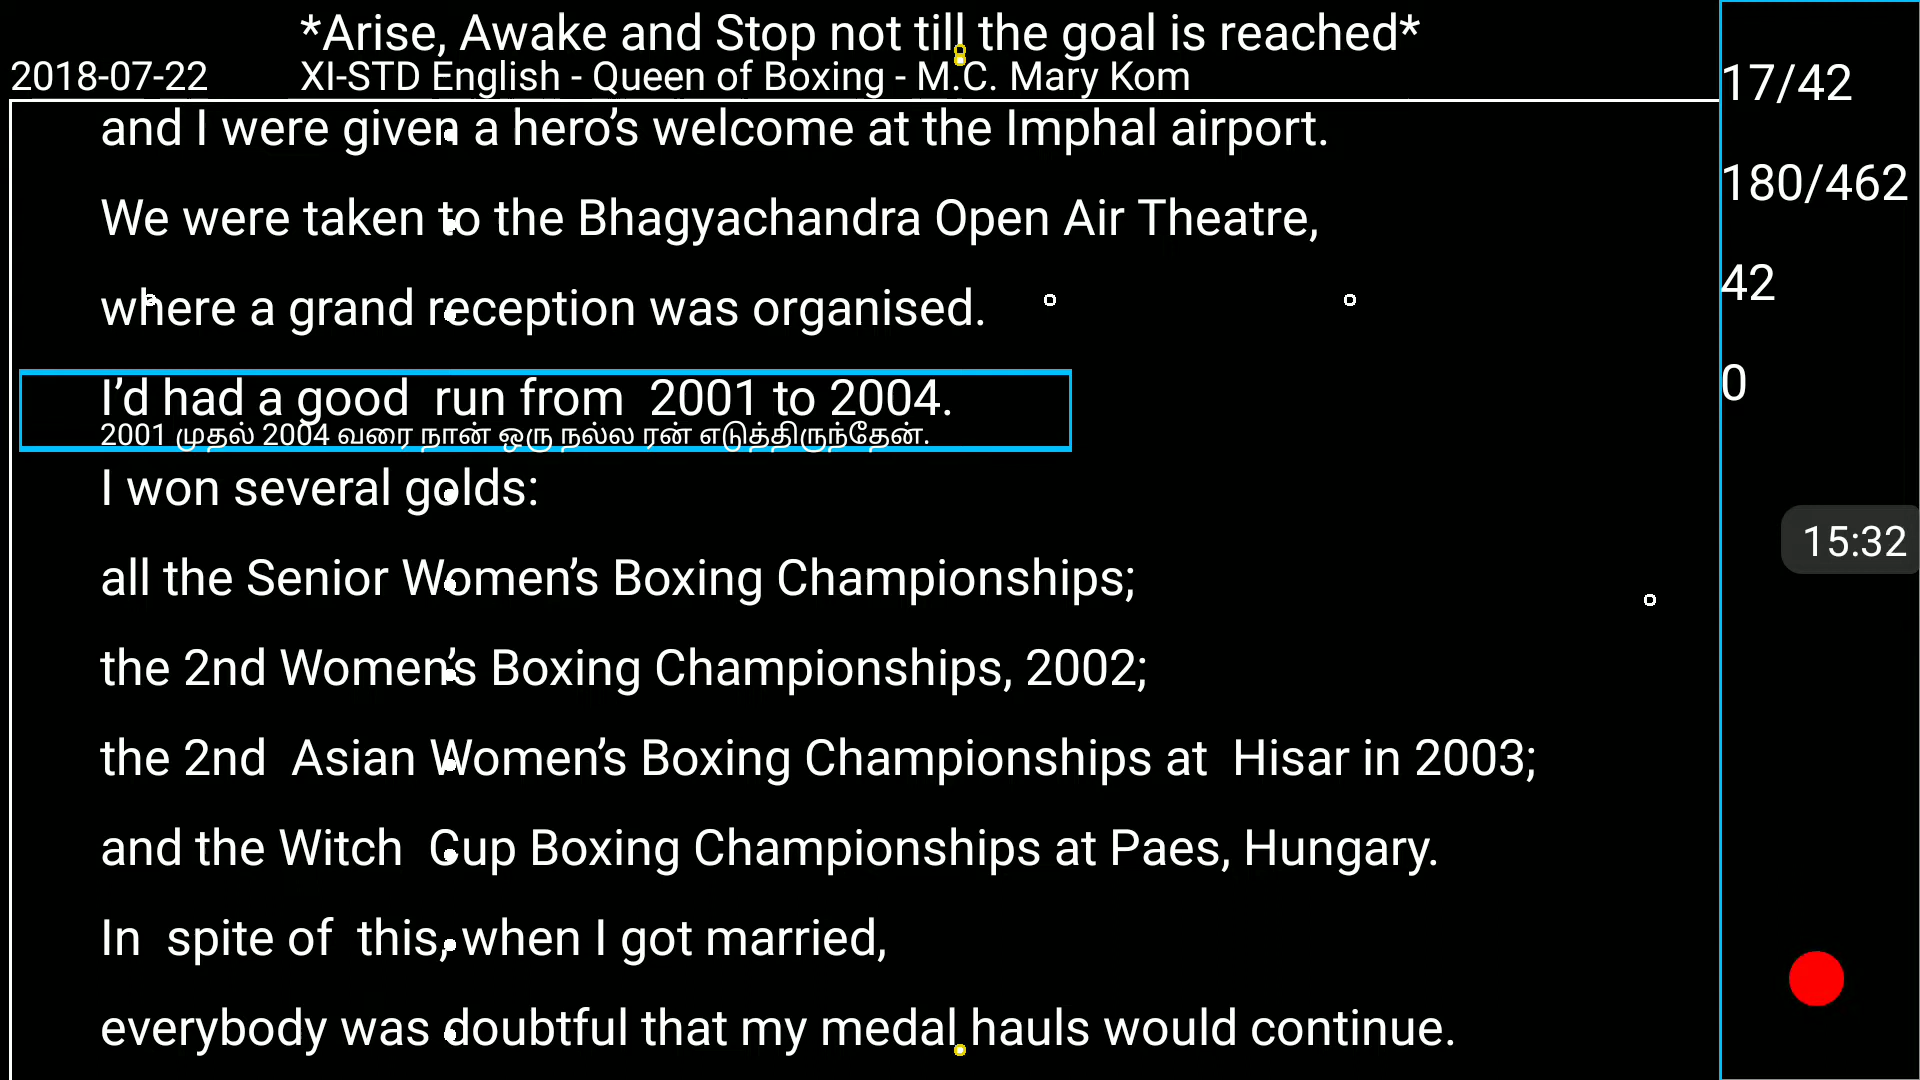 *Arise, Awake and Stop not till the goal is reached*
2018-07-22 XI-STD English - Queen of Boxing - M.C. Mary Kom
17/42
and I were given a hero’s welcome at the Imphal airport.
180/462
We were taken to the Bhagyachandra Open Air Theatre,
42
where a grand reception was organised.
0
I’d had a good run from 2001 to 2004.
2001 முதல் 2004 வரை நான் ஒரு நல்ல ரன் எடுத்திருந்தேன்.
I won several golds:
15:32
all the Senior Women’s Boxing Championships;
the 2nd Women’s Boxing Championships, 2002;
the 2nd Asian Women’s Boxing Championships at Hisar in 2003;
and the Witch Cup Boxing Championships at Paes, Hungary.
In spite of this, when I got married,
everybody was doubtful that my medal hauls would continue.